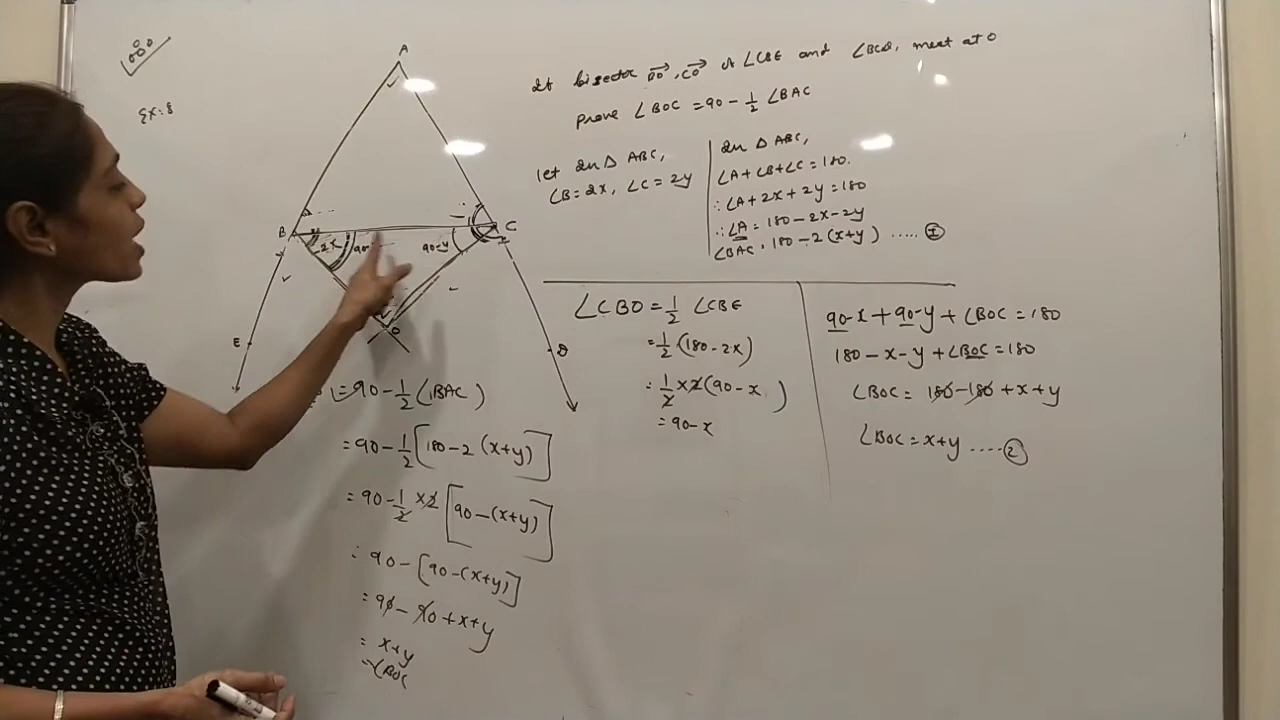 Ex: 8
A
B
C
E
D
O
2x
90-
90-y
If bisector BO, CO of ∠CBE and ∠BCD, meet at O
prove ∠BOC = 90 - 1/2 ∠BAC
let In Δ ABC,
∠B = 2x, ∠C = 2y
In Δ ABC,
∠A + ∠B + ∠C = 180.
∴ ∠A + 2x + 2y = 180
∴ ∠A = 180 - 2x - 2y
∠BAC = 180 - 2(x+y) ..... ①
∠CBO = 1/2 ∠CBE
= 1/2 (180 - 2x)
= 1/2 × 2 (90 - x)
= 90 - x
90 - x + 90 - y + ∠BOC = 180
180 - x - y + ∠BOC = 180
∠BOC = 180 - 180 + x + y
∠BOC = x + y .... ②
= 90 - 1/2 (BAC)
= 90 - 1/2 [180 - 2 (x+y)]
= 90 - 1/2 × 2 [90 - (x+y)]
= 90 - [90 - (x+y)]
= 90 - 90 + x + y
= x + y
= ∠BOC